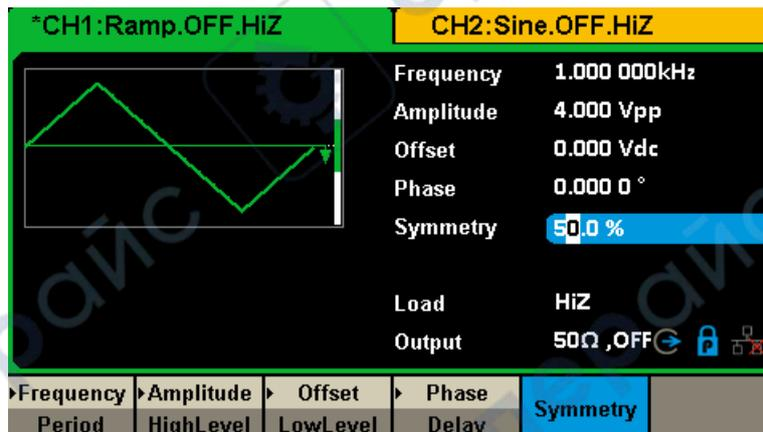 *CH1:Ramp.OFF.HiZ CH2:Sine.OFF.HiZ
Frequency 1.000 000kHz
Amplitude 4.000 Vpp
Offset 0.000 Vdc
Phase 0.000 0 °
Symmetry 50.0 %
Load HiZ
Output 50Ω ,OFF P
Frequency Amplitude Offset Phase Symmetry
Period HighLevel LowLevel Delay